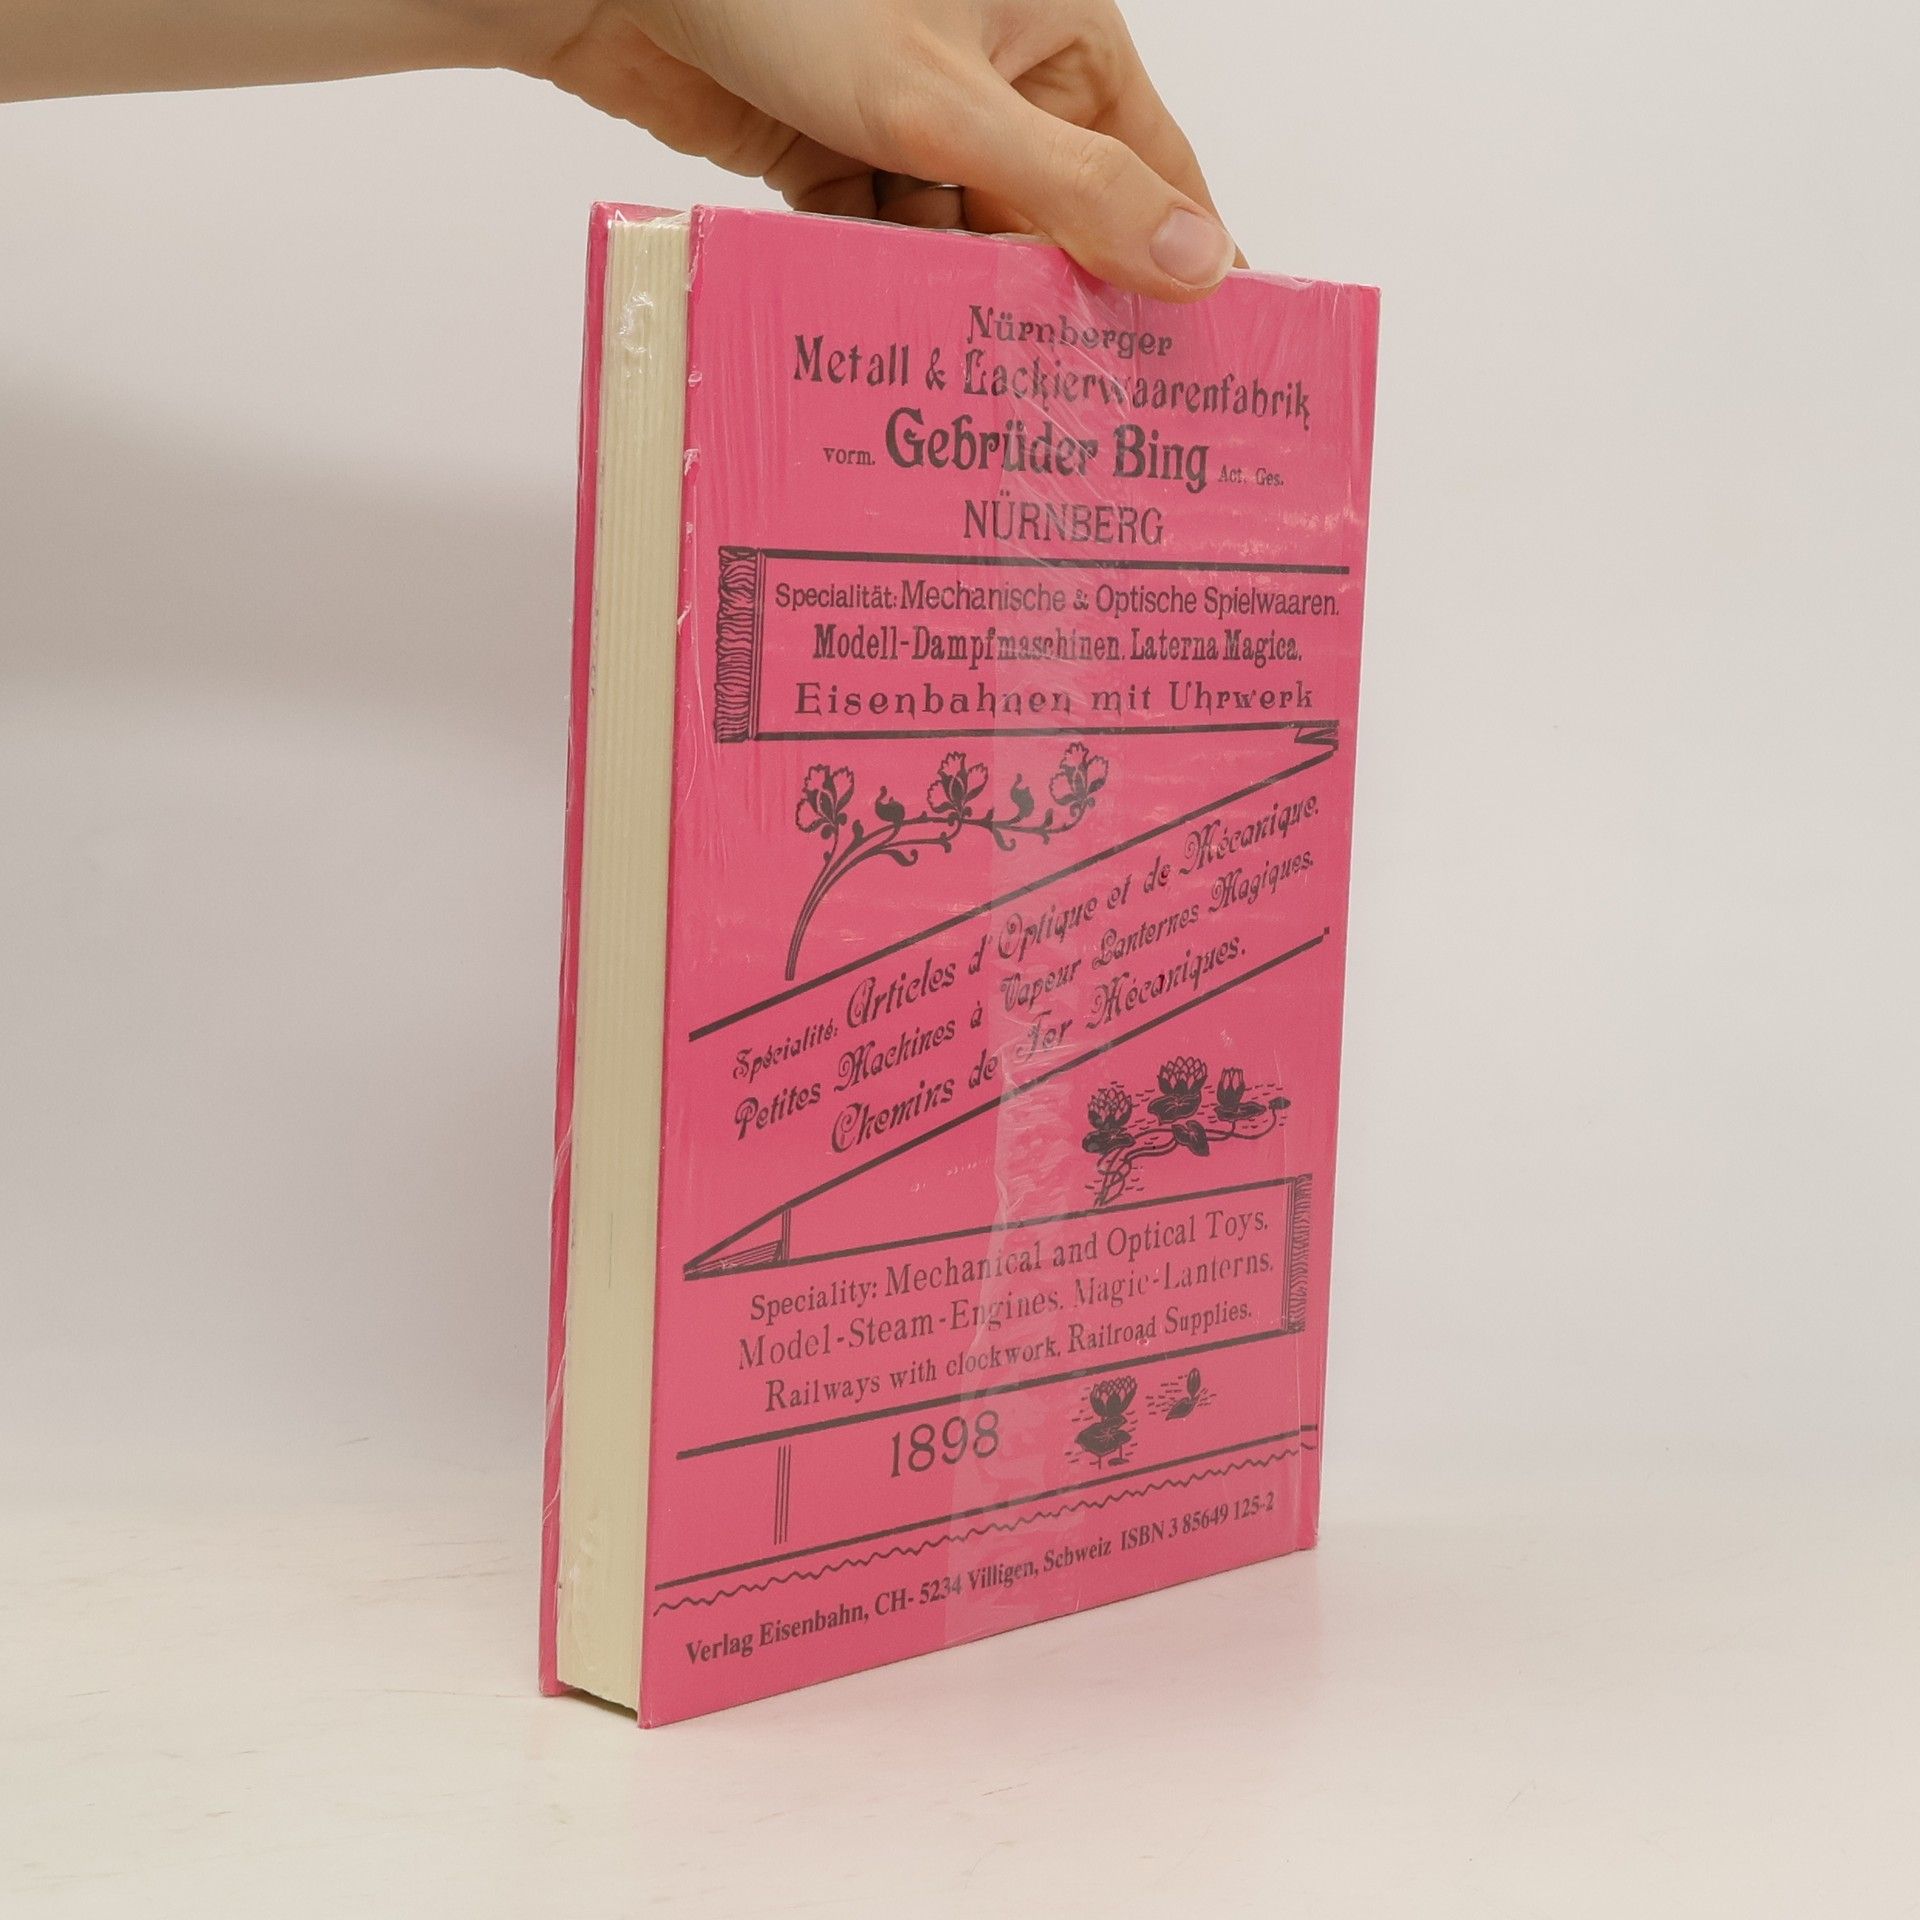 Nürnberger
Metall & Lackierwaarenfabrik
vorm. Gebrüder Bing Act. Ges.
NÜRNBERG
Specialität: Mechanische & Optische Spielwaaren.
Modell-Dampfmaschinen. Laterna Magica.
Eisenbahnen mit Uhrwerk
Spécialité: Articles d'Optique et de Mécanique.
Petites Machines à Vapeur Lanternes Magiques.
Chemins de Fer Mécaniques.
Speciality: Mechanical and Optical Toys.
Model-Steam-Engines. Magic-Lanterns.
Railways with clockwork. Railroad Supplies.
1898
Verlag Eisenbahn, CH- 5234 Villigen, Schweiz ISBN 3 85649 125-2